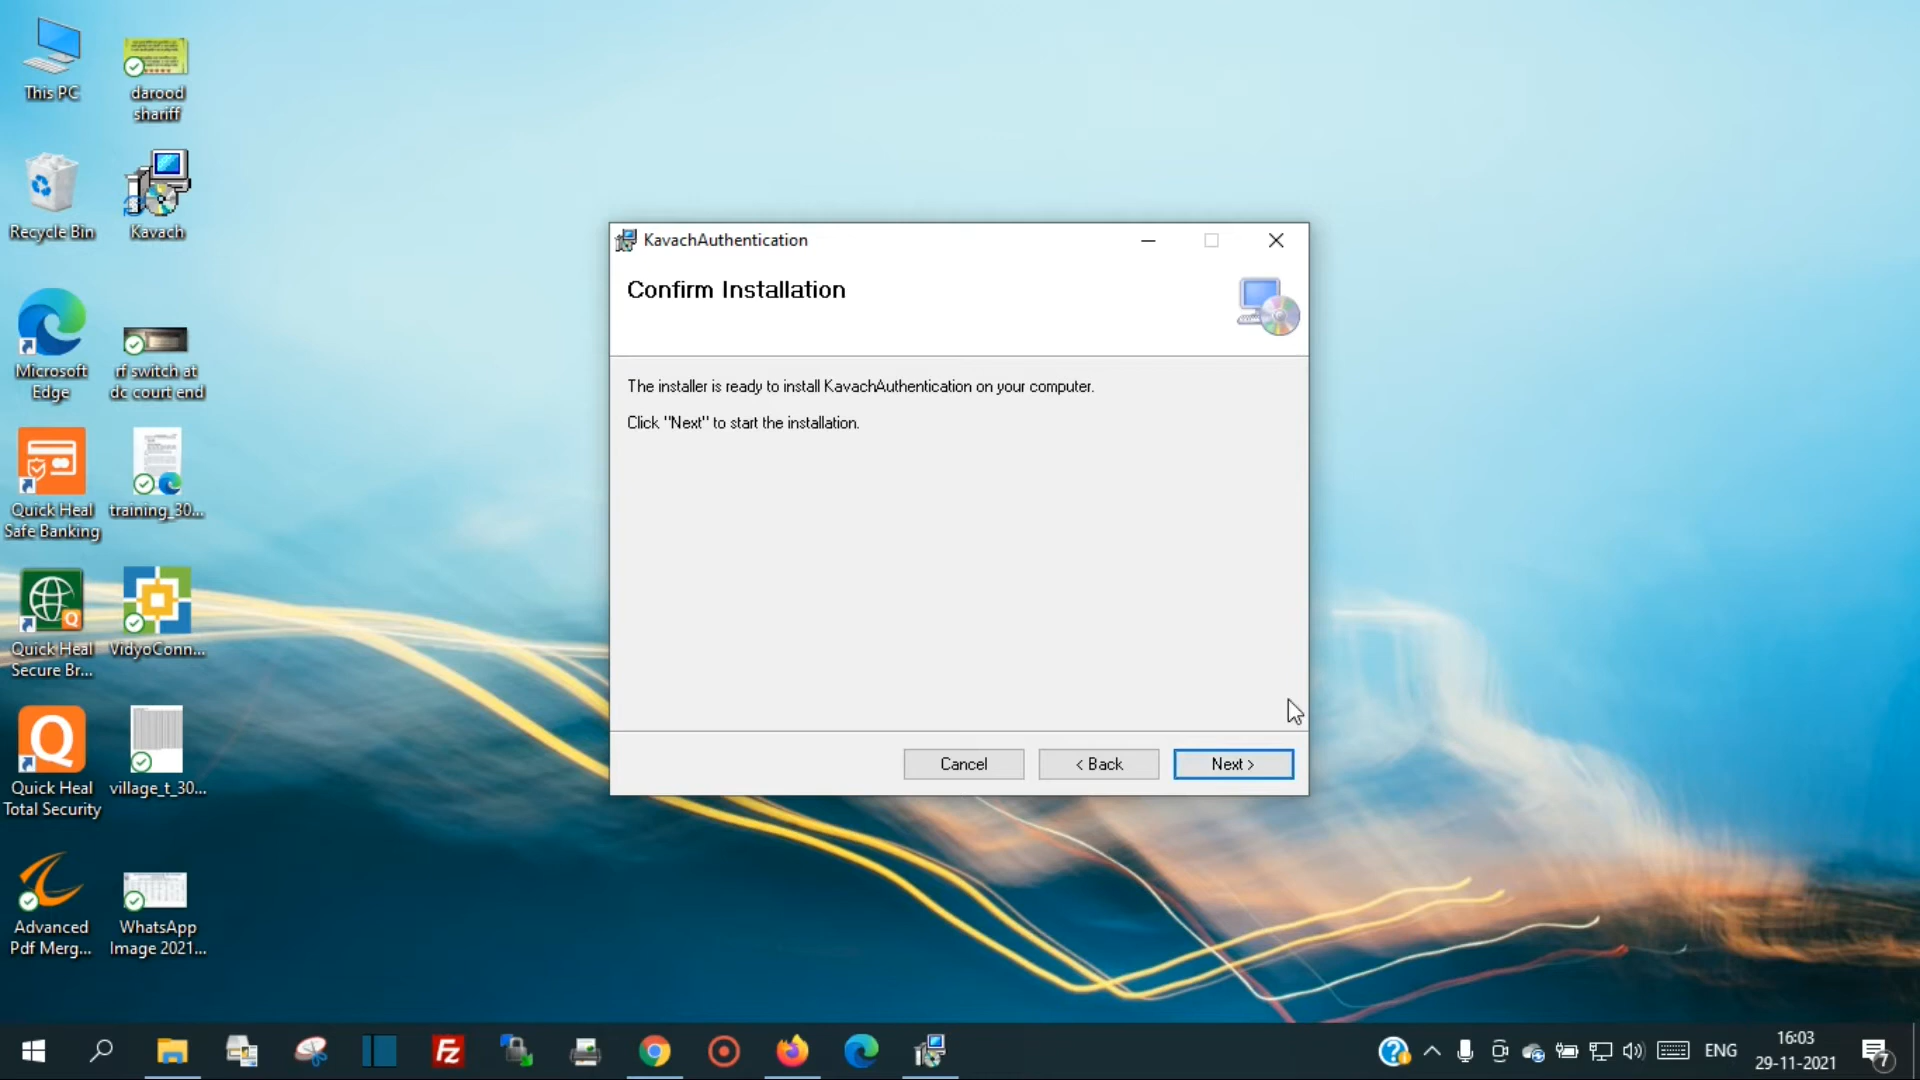 This PC
darood
shariff
Recycle Bin
Kavach
Microsoft
Edge
rf switch at
dc court end
Quick Heal
Safe Banking
training_30...
Quick Heal
Secure Br...
VidyoConn...
Quick Heal
Total Security
village_t_30...
Advanced
Pdf Merg...
WhatsApp
Image 2021...
KavachAuthentication
Confirm Installation
The installer is ready to install KavachAuthentication on your computer.
Click "Next" to start the installation.
Cancel
< Back
Next >
ENG
16:03
29-11-2021
7